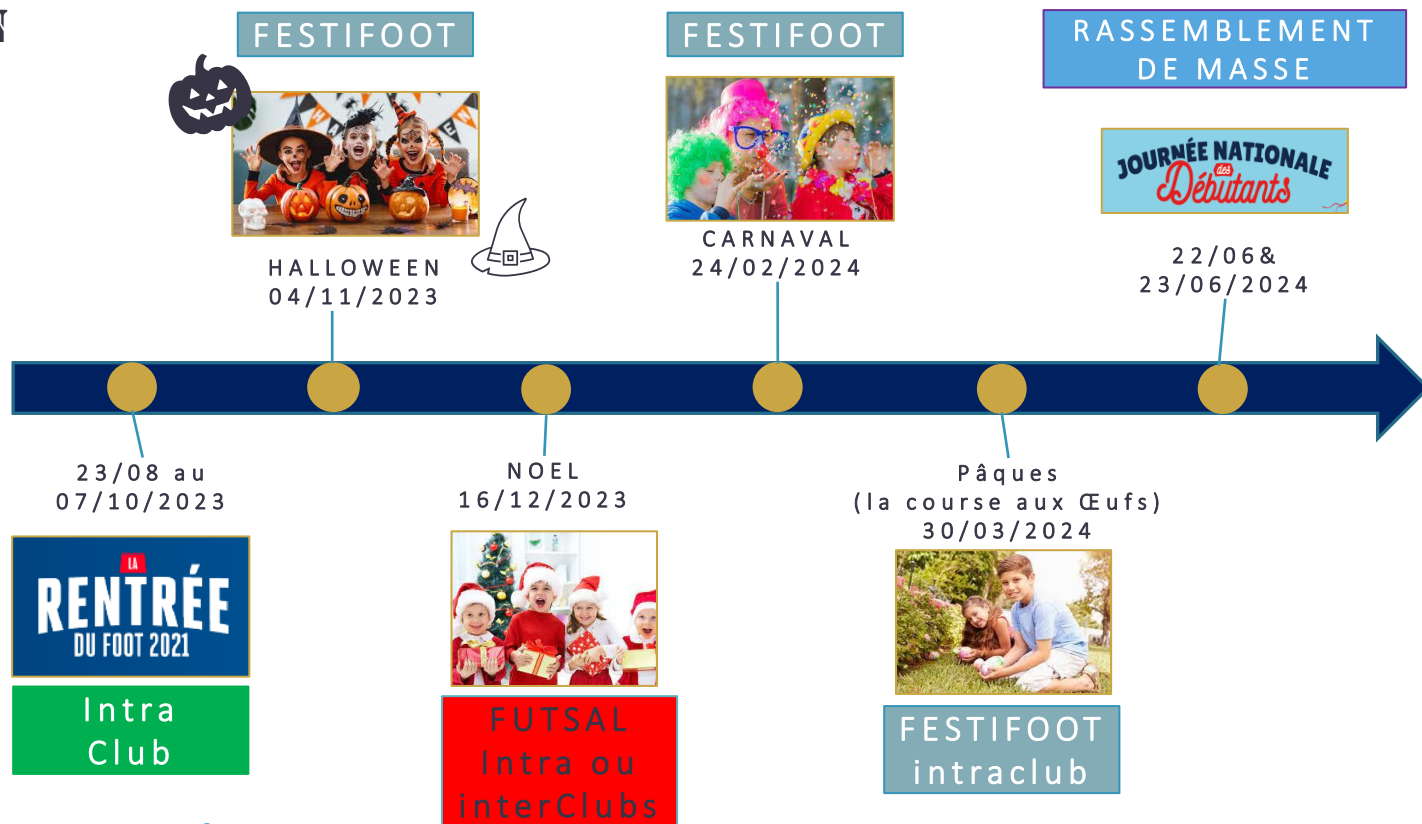 FESTIFOOT
FESTIFOOT
RASSEMBLEMENT
DE MASSE
JOURNÉE NATIONALE
des
Débutants
HALLOWEEN
04/11/2023
CARNAVAL
24/02/2024
22/06&
23/06/2024
23/08 au
07/10/2023
NOEL
16/12/2023
Pâques
(la course aux Œufs)
30/03/2024
LA
RENTRÉE
DU FOOT 2021
Intra
Club
FUTSAL
Intra ou
interClubs
FESTIFOOT
intraclub